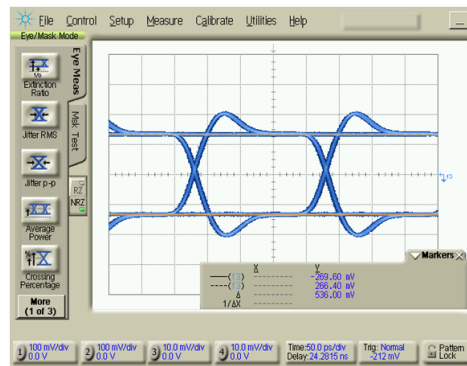 File Control Setup Measure Calibrate Utilities Help
Eye/Mask Mode
Extinction
Ratio
Jitter RMS
Jitter p-p
Average
Power
Crossing
Percentage
More
(1 of 3)
Eye Meas
Msk Test
RZ
NRZ
Markers
X Y
-269.60 mV
266.40 mV
Δ 536.00 mV
1/ΔX
1 100 mV/div
0.0 V
2 100 mV/div
0.0 V
3 10.0 mV/div
0.0 V
4 10.0 mV/div
0.0 V
Time:50.0 ps/div
Delay:24.2815 ns
Trig: Normal
-212 mV
Pattern
Lock